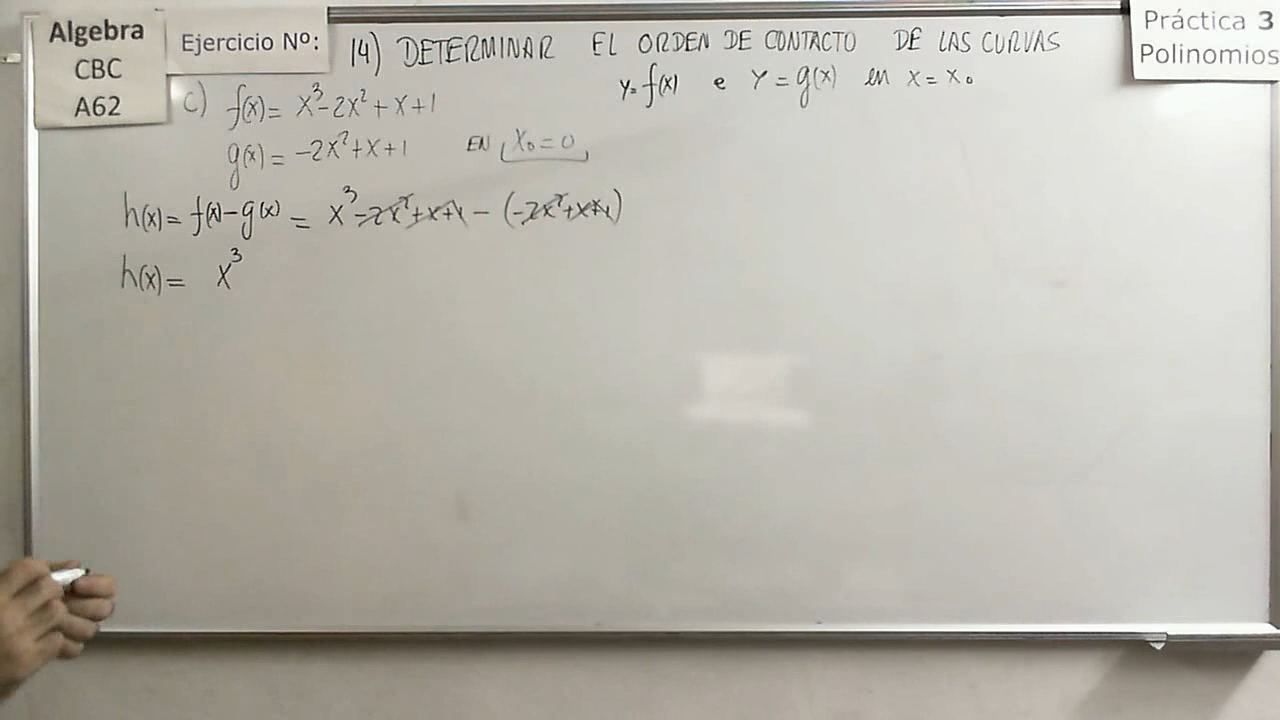 Algebra
CBC
A62
Ejercicio Nº:
Práctica 3
Polinomios
14) DETERMINAR EL ORDEN DE CONTACTO DE LAS CURVAS
y=f(x) e y=g(x) en x=x₀
c) f(x)= x³-2x²+x+1
g(x)= -2x²+x+1 EN x₀=0
h(x)= f(x)-g(x) = x³-2x²+x+1 - (-2x²+x+1)
h(x)= x³